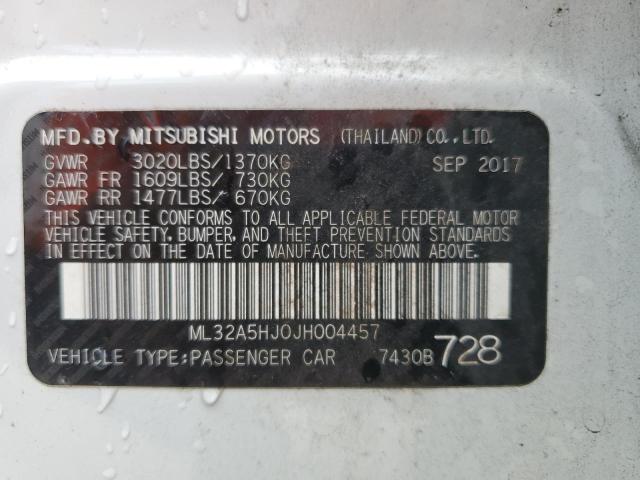 MFD.BY MITSUBISHI MOTORS (THAILAND)CO.,LTD.
GVWR 3020LBS/1370KG SEP 2017
GAWR FR 1609LBS/ 730KG
GAWR RR 1477LBS/ 670KG
THIS VEHICLE CONFORMS TO ALL APPLICABLE FEDERAL MOTOR
VEHICLE SAFETY, BUMPER, AND THEFT PREVENTION STANDARDS
IN EFFECT ON THE DATE OF MANUFACTURE SHOWN ABOVE.
ML32A5HJ0JH004457
VEHICLE TYPE:PASSENGER CAR 7430B 728